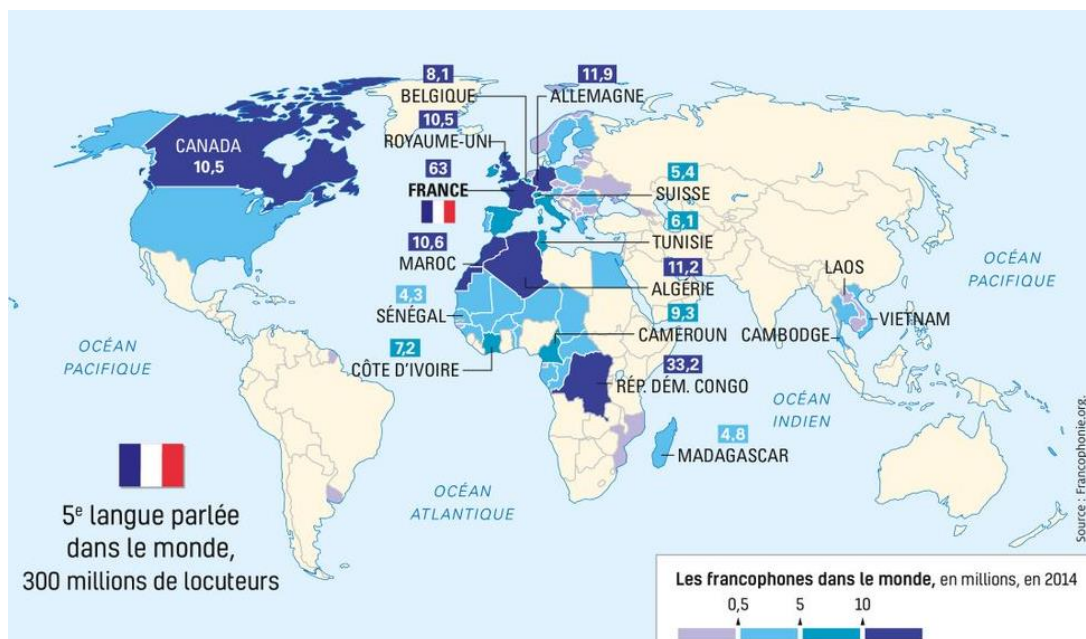 8,1
BELGIQUE
11,9
ALLEMAGNE
10,5
ROYAUME-UNI
CANADA
10,5
63
FRANCE
5,4
SUISSE
6,1
TUNISIE
10,6
MAROC
11,2
ALGÉRIE
4,3
SÉNÉGAL
9,3
CAMEROUN
7,2
CÔTE D'IVOIRE
33,2
RÉP. DÉM. CONGO
4,8
MADAGASCAR
LAOS
VIETNAM
CAMBODGE
OCÉAN
PACIFIQUE
OCÉAN
PACIFIQUE
OCÉAN
INDIEN
OCÉAN
ATLANTIQUE
5e langue parlée
dans le monde,
300 millions de locuteurs
Source : Francophonie.org.
Les francophones dans le monde, en millions, en 2014
0,5 5 10